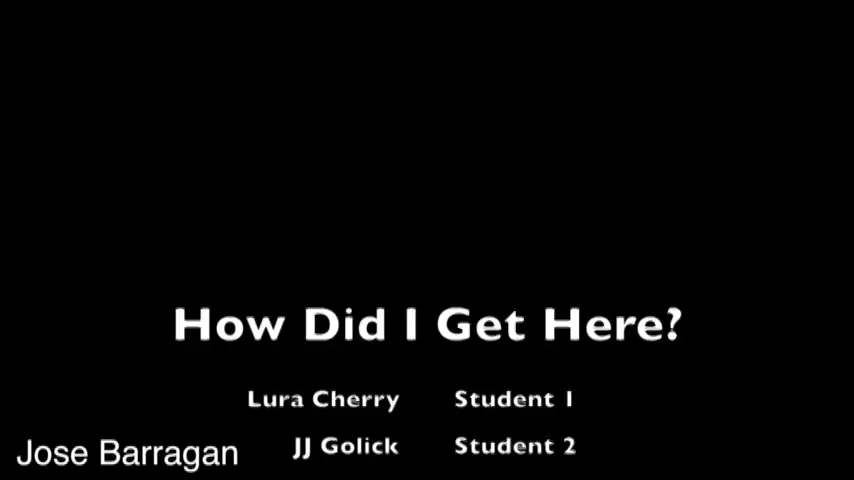 How Did I Get Here?
Lura Cherry Student 1
JJ Golick Student 2
Jose Barragan